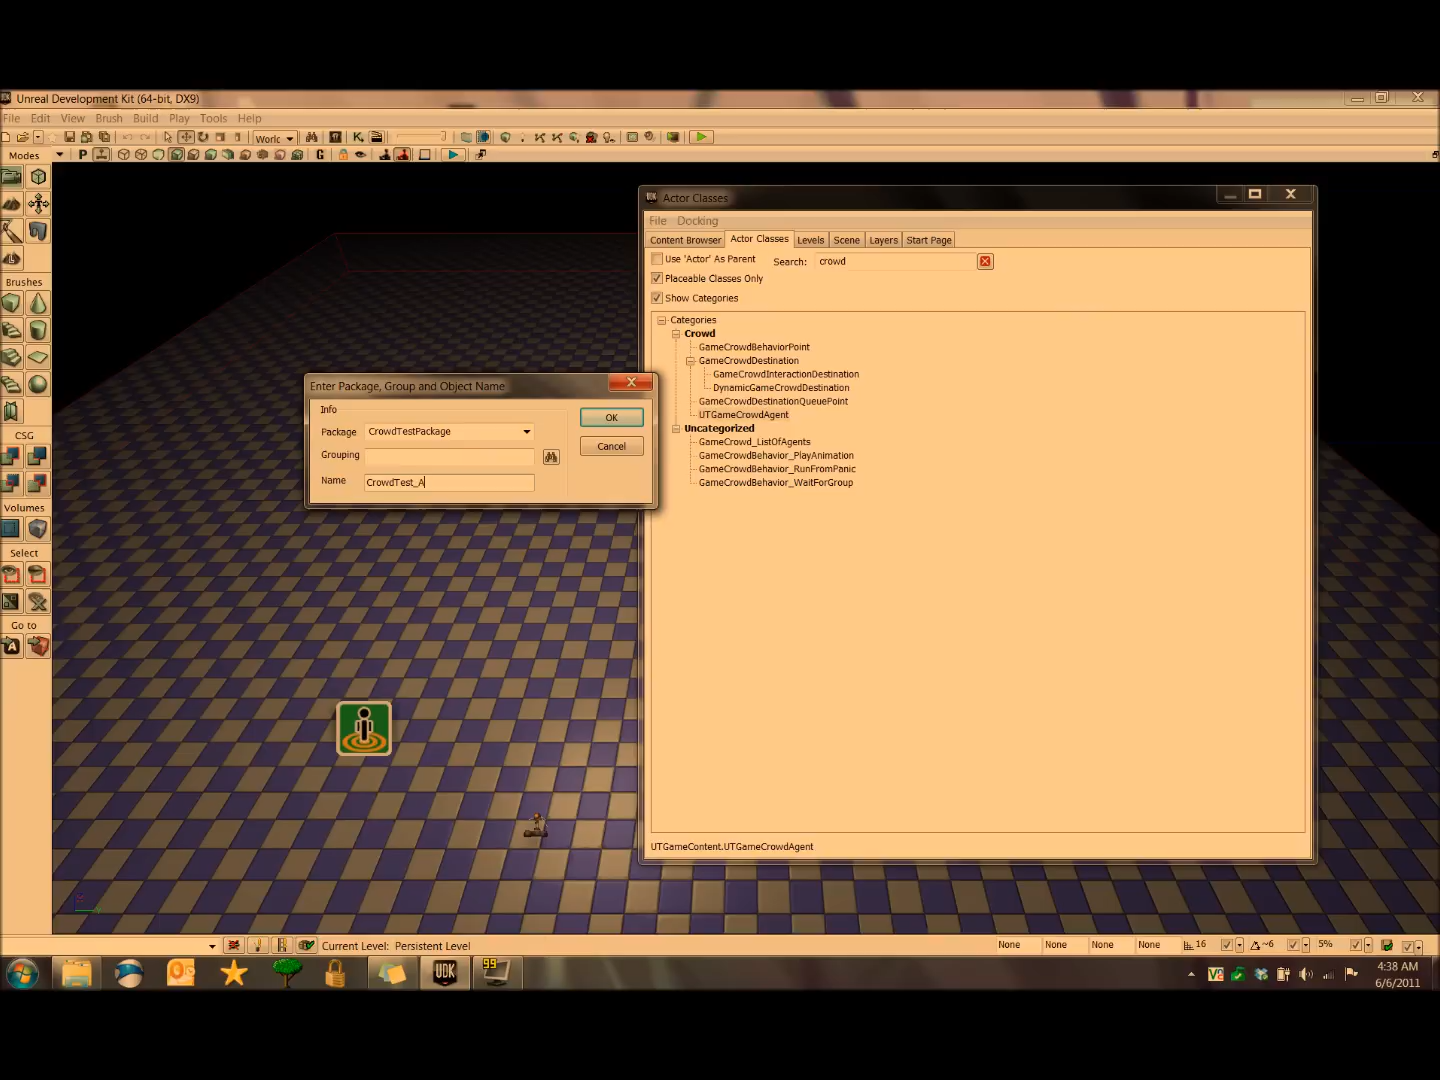 Unreal Development Kit (64-bit, DX9)
File Edit View Brush Build Play Tools Help
World
Modes
P
G
Brushes
CSG
Volumes
Select
Go to
Actor Classes
File Docking
Content Browser Actor Classes Levels Scene Layers Start Page
Use 'Actor' As Parent Search: crowd
Placeable Classes Only
Show Categories
Categories
Crowd
GameCrowdBehaviorPoint
GameCrowdDestination
GameCrowdInteractionDestination
DynamicGameCrowdDestination
GameCrowdDestinationQueuePoint
UTGameCrowdAgent
Uncategorized
GameCrowd_ListOfAgents
GameCrowdBehavior_PlayAnimation
GameCrowdBehavior_RunFromPanic
GameCrowdBehavior_WaitForGroup
UTGameContent.UTGameCrowdAgent
Enter Package, Group and Object Name
Info
Package CrowdTestPackage OK
Grouping Cancel
Name CrowdTest_A
Current Level: Persistent Level None None None None 16 ~6 5%
UDK 99 4:38 AM
6/6/2011